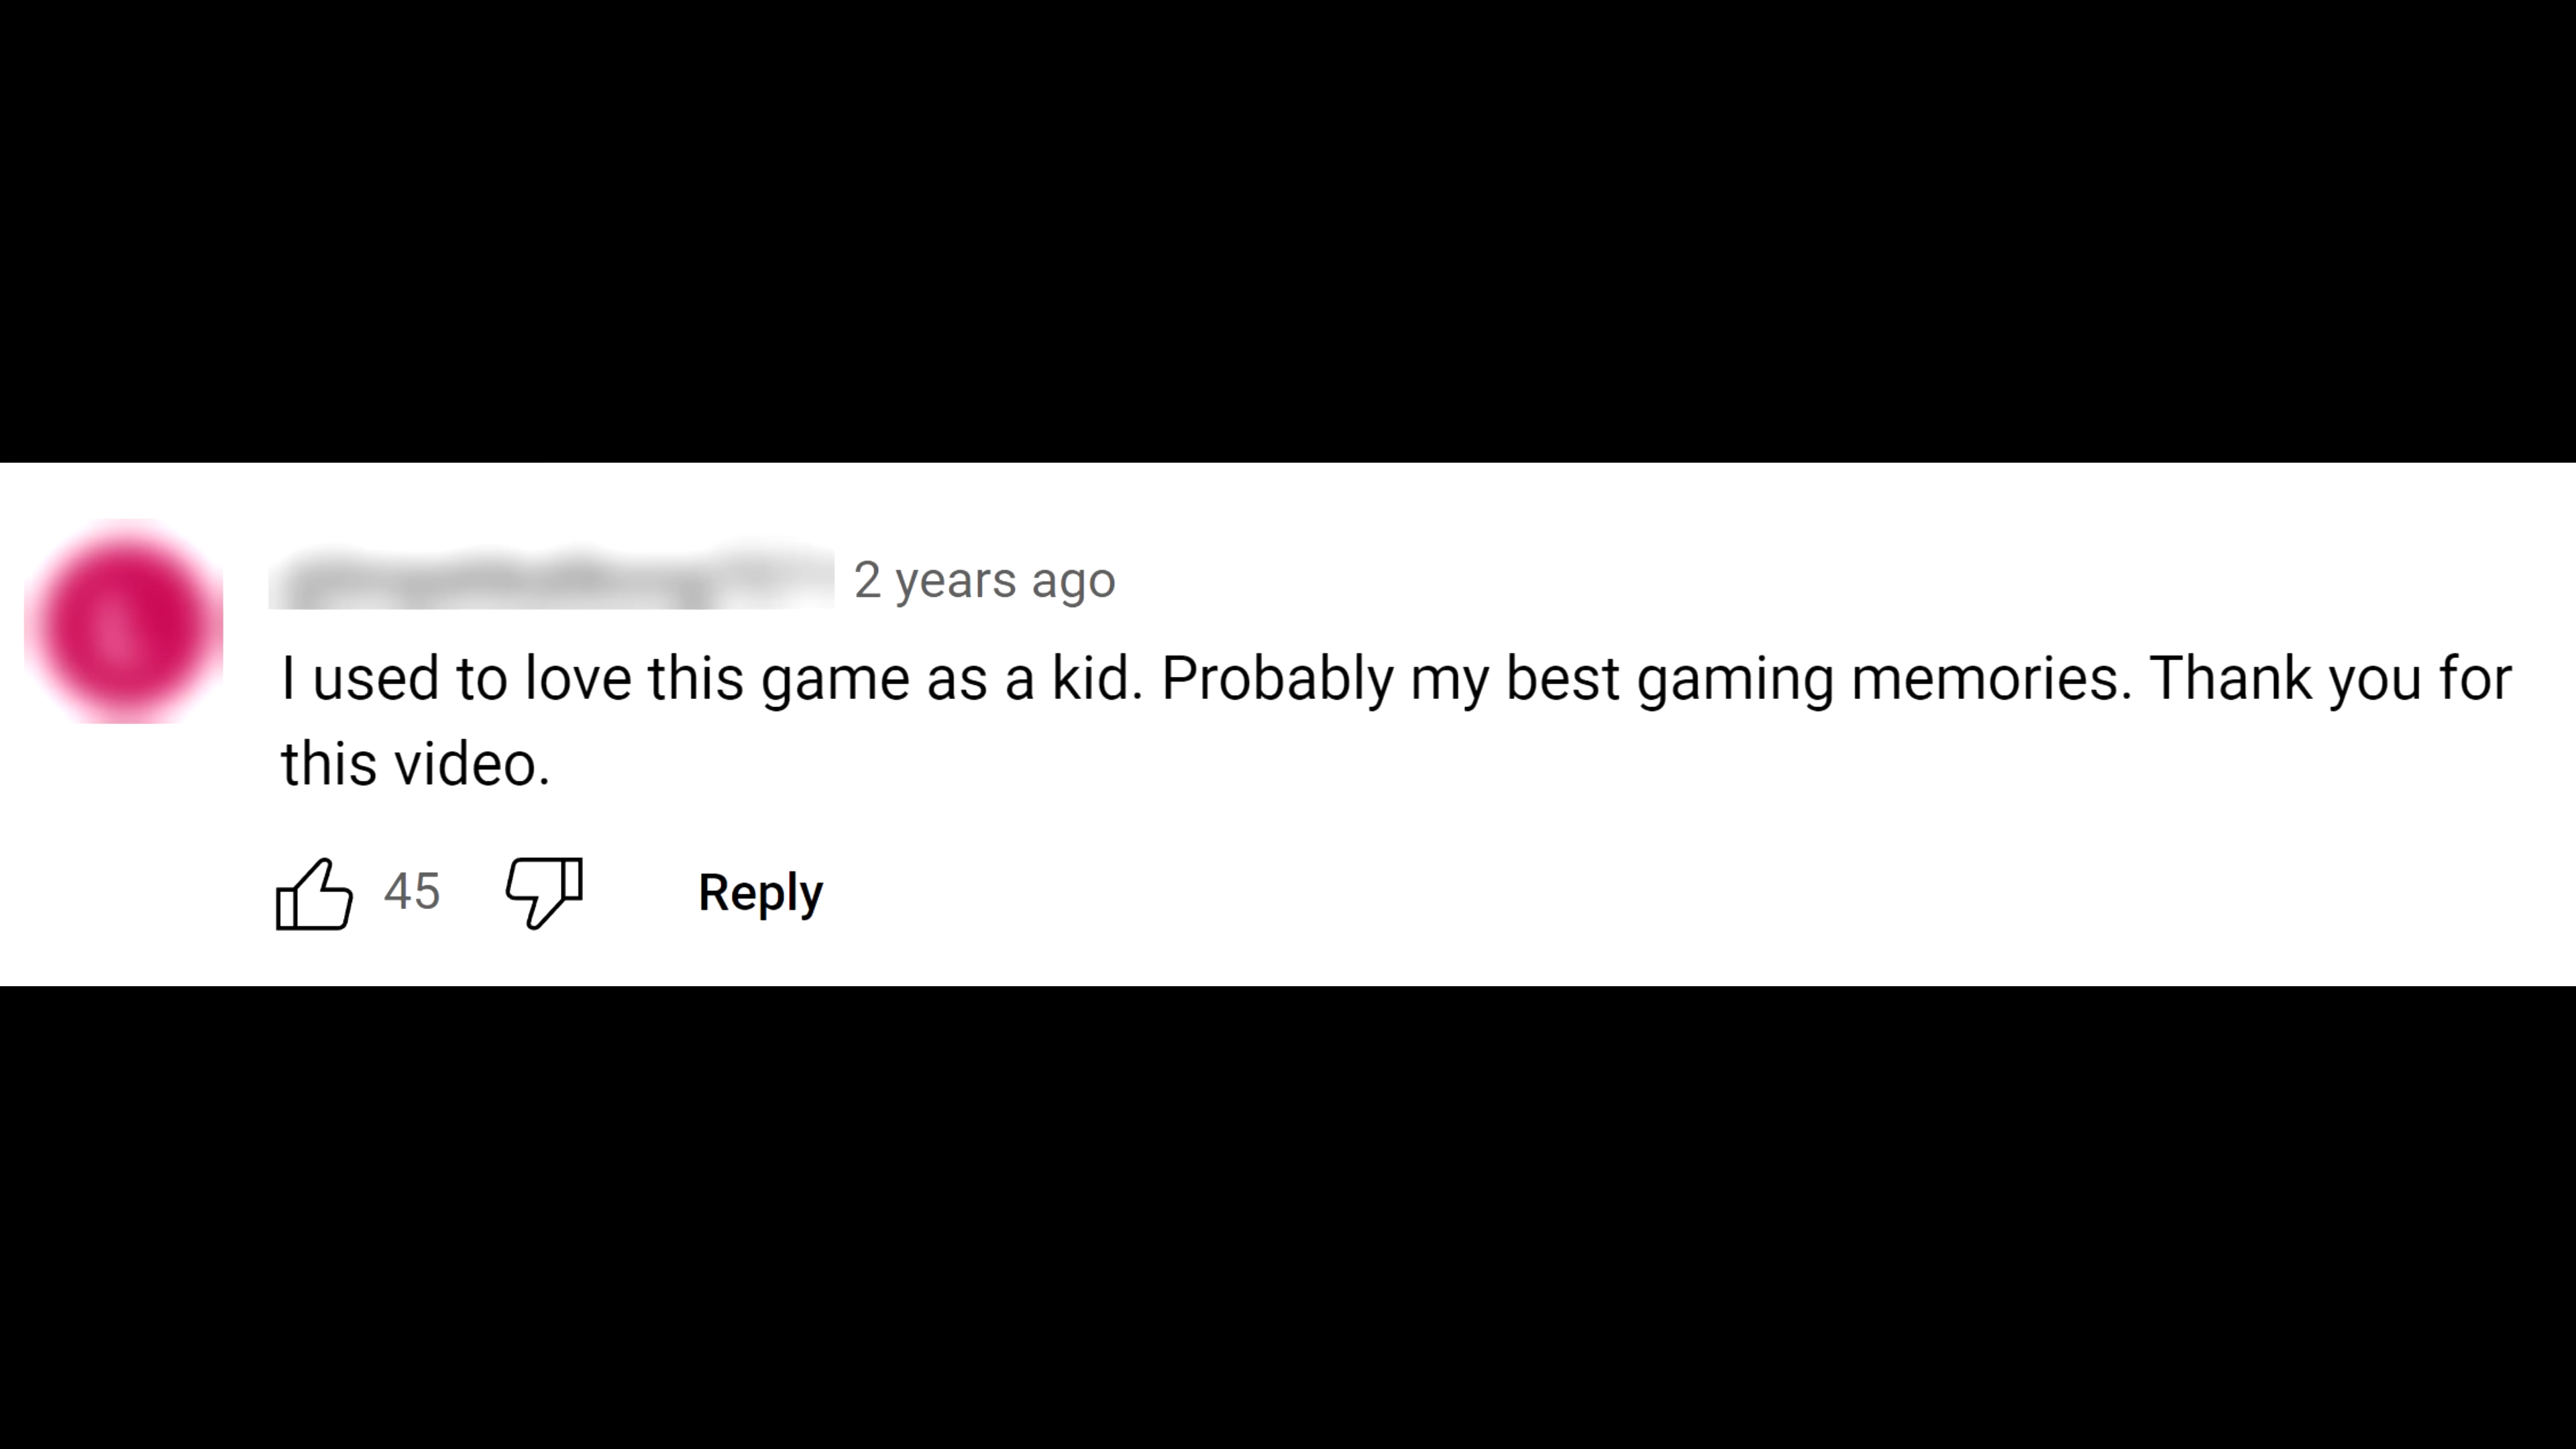 2 years ago
I used to love this game as a kid. Probably my best gaming memories. Thank you for
this video.
45 Reply